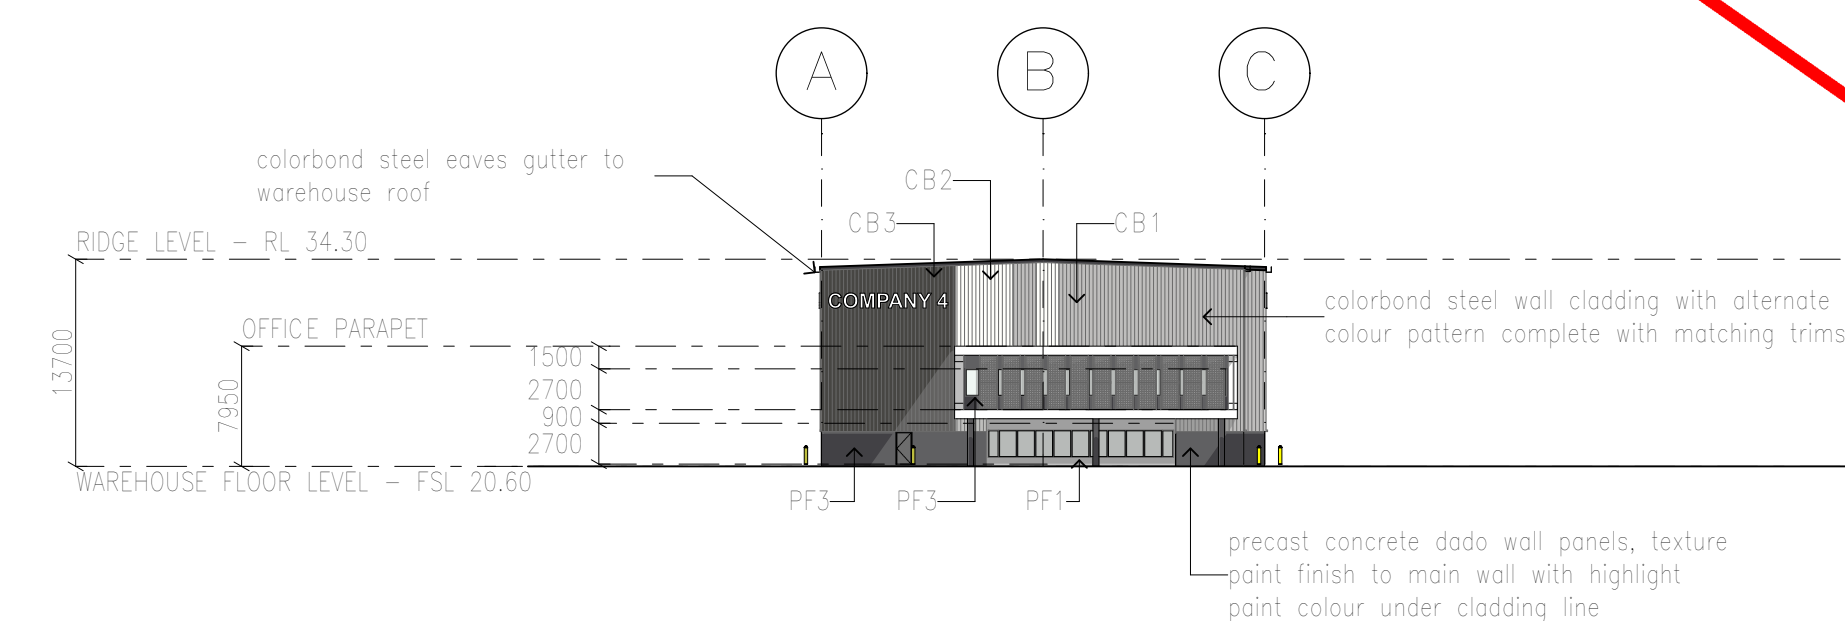 A
B
C
colorbond steel eaves gutter to
warehouse roof
CB2
CB3
CB1
RIDGE LEVEL – RL 34.30
COMPANY 4
colorbond steel wall cladding with alternate
colour pattern complete with matching trims
OFFICE PARAPET
13700
7950
1500
2700
900
2700
WAREHOUSE FLOOR LEVEL – FSL 20.60
PF3
PF3
PF1
precast concrete dado wall panels, texture
paint finish to main wall with highlight
paint colour under cladding line